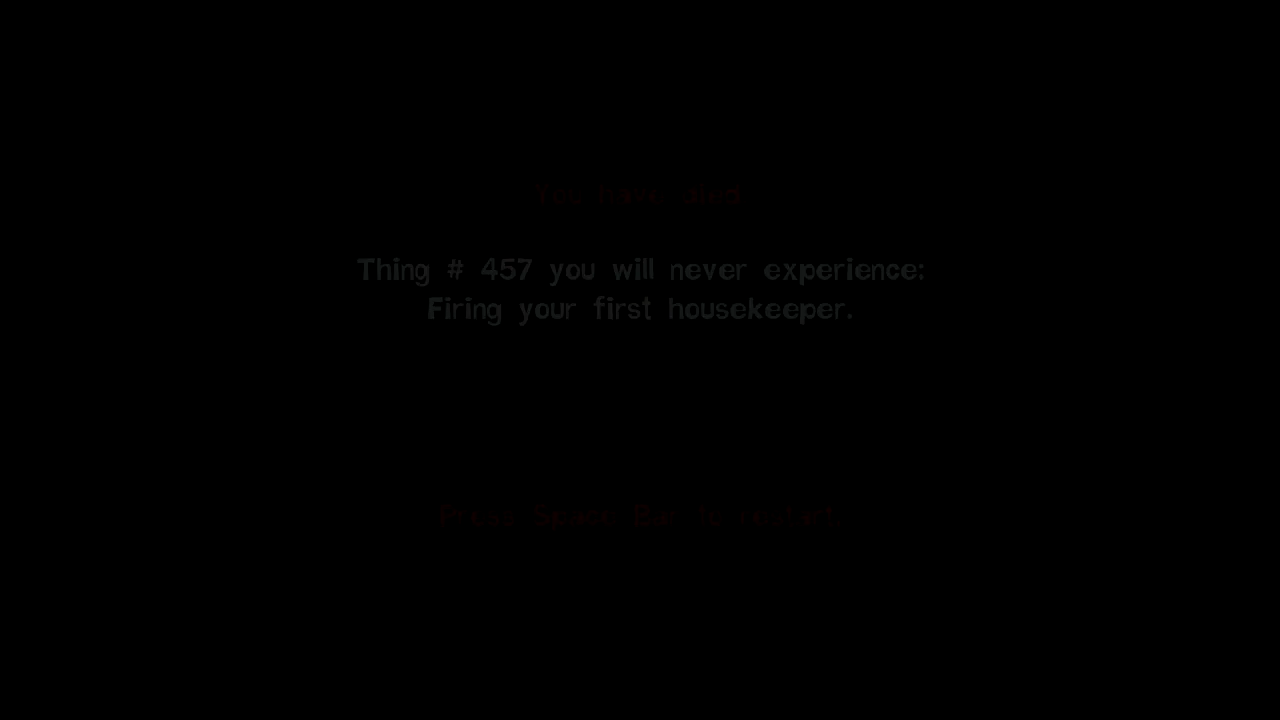 You have died.
Thing # 457 you will never experience:
Firing your first housekeeper.
Press Space Bar to restart.